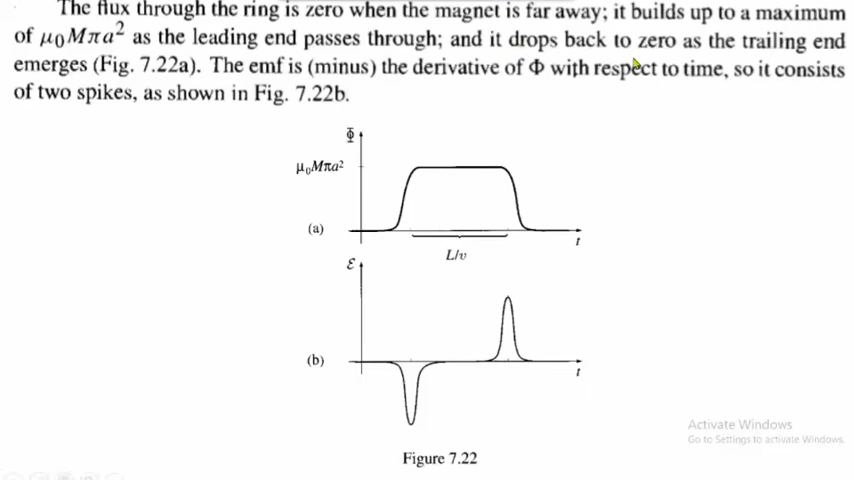 The flux through the ring is zero when the magnet is far away; it builds up to a maximum
of μ₀Mπa² as the leading end passes through; and it drops back to zero as the trailing end
emerges (Fig. 7.22a). The emf is (minus) the derivative of Φ with respect to time, so it consists
of two spikes, as shown in Fig. 7.22b.
Φ
μ₀Mπa²
(a)
t
L/v
ε
(b)
t
Activate Windows
Go to Settings to activate Windows.
Figure 7.22